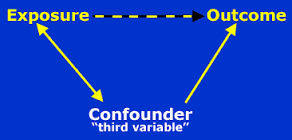 Exposure Outcome
Confounder
"third variable"